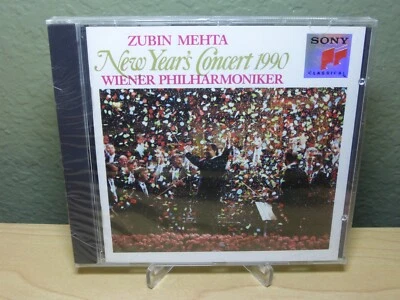 ZUBIN MEHTA
New Year's Concert 1990
WIENER PHILHARMONIKER
SONY
CLASSICAL